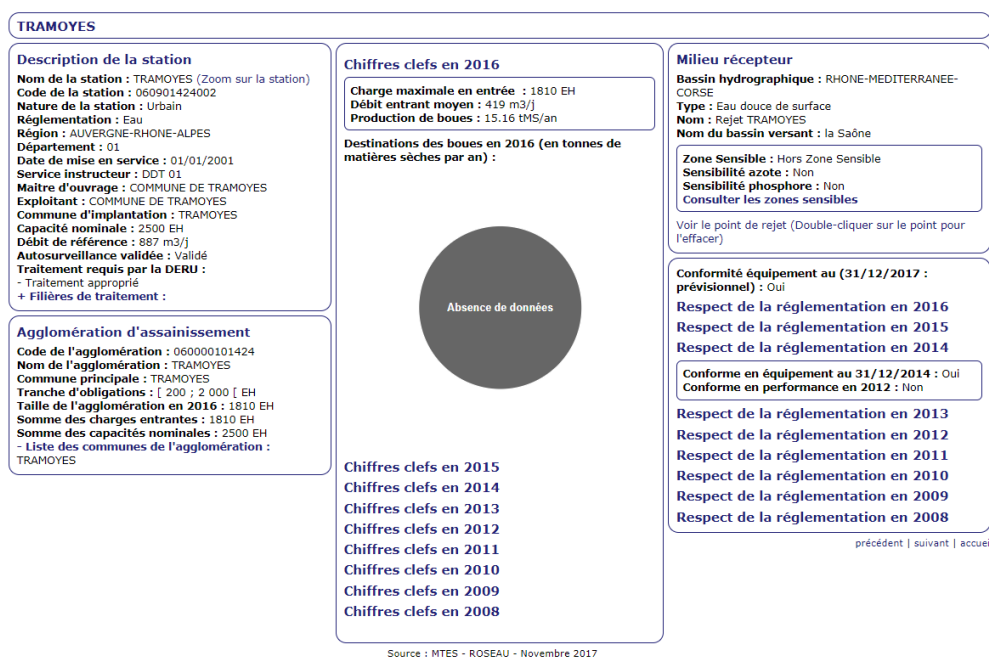 TRAMOYES
Description de la station
Nom de la station : TRAMOYES (Zoom sur la station)
Code de la station : 060901424002
Nature de la station : Urbain
Réglementation : Eau
Région : AUVERGNE-RHONE-ALPES
Département : 01
Date de mise en service : 01/01/2001
Service instructeur : DDT 01
Maitre d'ouvrage : COMMUNE DE TRAMOYES
Exploitant : COMMUNE DE TRAMOYES
Commune d'implantation : TRAMOYES
Capacité nominale : 2500 EH
Débit de référence : 887 m3/j
Autosurveillance validée : Validé
Traitement requis par la DERU :
- Traitement approprié
+ Filières de traitement :
Agglomération d'assainissement
Code de l'agglomération : 060000101424
Nom de l'agglomération : TRAMOYES
Commune principale : TRAMOYES
Tranche d'obligations : [ 200 ; 2 000 [ EH
Taille de l'agglomération en 2016 : 1810 EH
Somme des charges entrantes : 1810 EH
Somme des capacités nominales : 2500 EH
- Liste des communes de l'agglomération :
TRAMOYES
Chiffres clefs en 2016
Charge maximale en entrée : 1810 EH
Débit entrant moyen : 419 m3/j
Production de boues : 15.16 tMS/an
Destinations des boues en 2016 (en tonnes de
matières sèches par an) :
Absence de données
Chiffres clefs en 2015
Chiffres clefs en 2014
Chiffres clefs en 2013
Chiffres clefs en 2012
Chiffres clefs en 2011
Chiffres clefs en 2010
Chiffres clefs en 2009
Chiffres clefs en 2008
Milieu récepteur
Bassin hydrographique : RHONE-MEDITERRANEE-
CORSE
Type : Eau douce de surface
Nom : Rejet TRAMOYES
Nom du bassin versant : la Saône
Zone Sensible : Hors Zone Sensible
Sensibilité azote : Non
Sensibilité phosphore : Non
Consulter les zones sensibles
Voir le point de rejet (Double-cliquer sur le point pour
l'effacer)
Conformité équipement au (31/12/2017 :
prévisionnel) : Oui
Respect de la réglementation en 2016
Respect de la réglementation en 2015
Respect de la réglementation en 2014
Conforme en équipement au 31/12/2014 : Oui
Conforme en performance en 2012 : Non
Respect de la réglementation en 2013
Respect de la réglementation en 2012
Respect de la réglementation en 2011
Respect de la réglementation en 2010
Respect de la réglementation en 2009
Respect de la réglementation en 2008
précédent | suivant | accuei
Source : MTES - ROSEAU - Novembre 2017